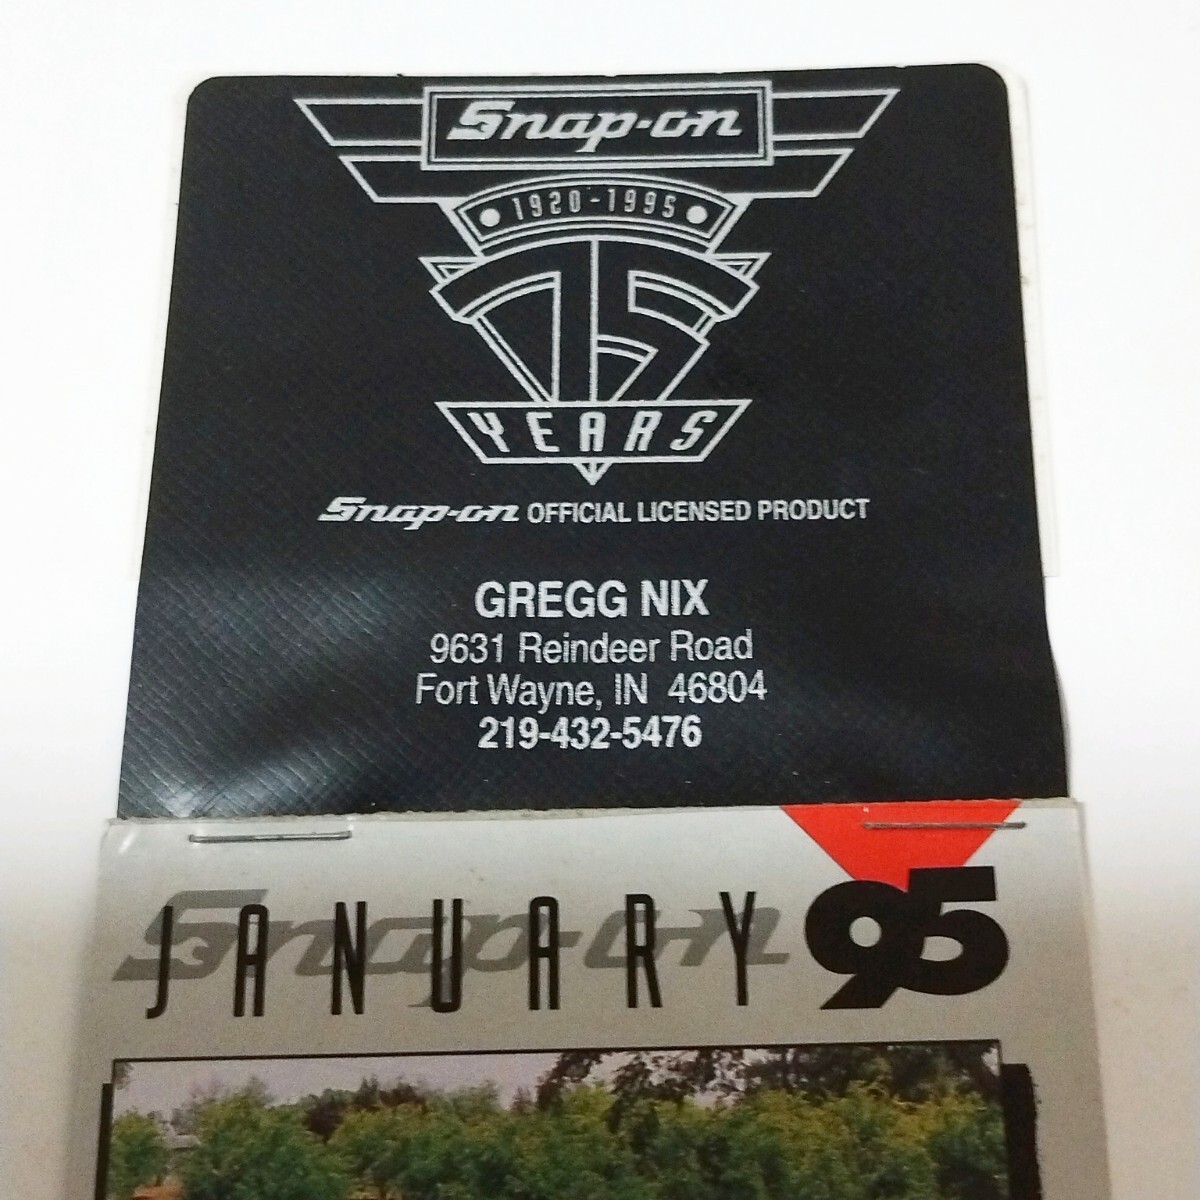 Snap-on
1920-1995
75
YEARS
Snap-on OFFICIAL LICENSED PRODUCT
GREGG NIX
9631 Reindeer Road
Fort Wayne, IN 46804
219-432-5476
Snap-on
JANUARY 95